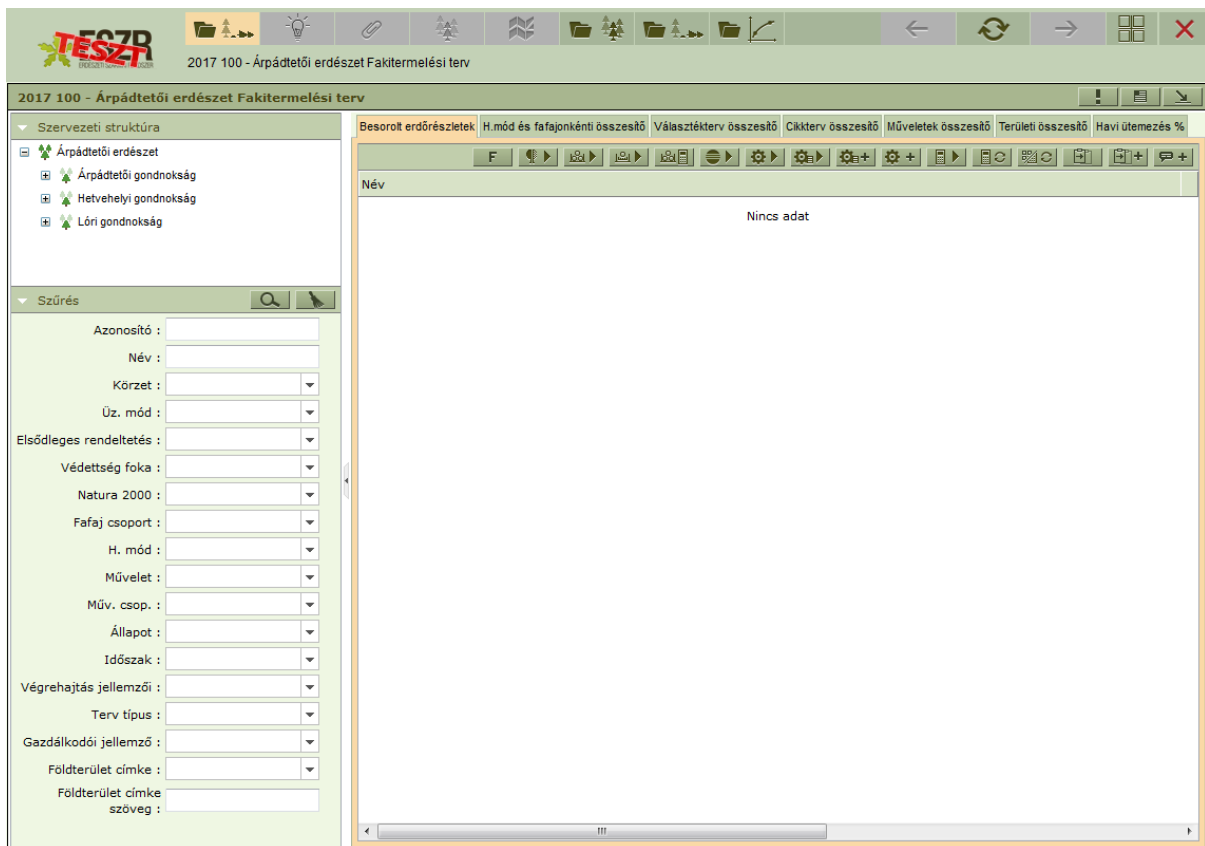 TESZT
ERDÉSZETI
2017 100 - Árpádtetői erdészet Fakitermelési terv
2017 100 - Árpádtetői erdészet Fakitermelési terv
Szervezeti struktúra
Árpádtetői erdészet
Árpádtetői gondnokság
Hetvehelyi gondnokság
Lóri gondnokság
Szűrés
Azonosító :
Név :
Körzet :
Üz. mód :
Elsődleges rendeltetés :
Védettség foka :
Natura 2000 :
Fafaj csoport :
H. mód :
Művelet :
Műv. csop. :
Állapot :
Időszak :
Végrehajtás jellemzői :
Terv típus :
Gazdálkodói jellemző :
Földterület címke :
Földterület címke
szöveg :
Besorolt erdőrészletek H.mód és fafajonkénti összesítő Választékterv összesítő Cikkterv összesítő Műveletek összesítő Területi összesítő Havi ütemezés %
F
Név
Nincs adat